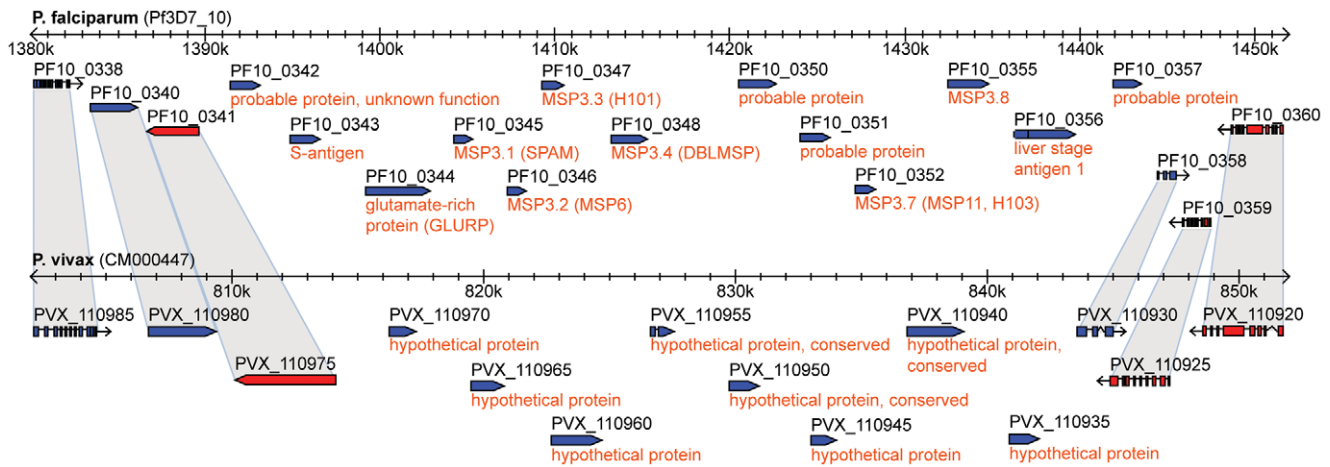 P. falciparum (Pf3D7_10)
1380k 1390k 1400k 1410k 1420k 1430k 1440k 1450k
PF10_0338 PF10_0342 PF10_0347 PF10_0350 PF10_0355 PF10_0357
PF10_0340 probable protein, unknown function MSP3.3 (H101) probable protein MSP3.8 probable protein
PF10_0341 PF10_0343 PF10_0345 PF10_0348 PF10_0351 PF10_0356 PF10_0360
S-antigen MSP3.1 (SPAM) MSP3.4 (DBLMSP) probable protein liver stage
antigen 1
PF10_0344 PF10_0346 PF10_0352 PF10_0358
glutamate-rich MSP3.2 (MSP6) MSP3.7 (MSP11, H103)
protein (GLURP)
PF10_0359
P. vivax (CM000447)
810k 820k 830k 840k 850k
PVX_110985 PVX_110980 PVX_110970 PVX_110955 PVX_110940 PVX_110930 PVX_110920
hypothetical protein hypothetical protein, conserved hypothetical protein,
conserved
PVX_110975 PVX_110965 PVX_110950 PVX_110925
hypothetical protein hypothetical protein, conserved
PVX_110960 PVX_110945 PVX_110935
hypothetical protein hypothetical protein hypothetical protein